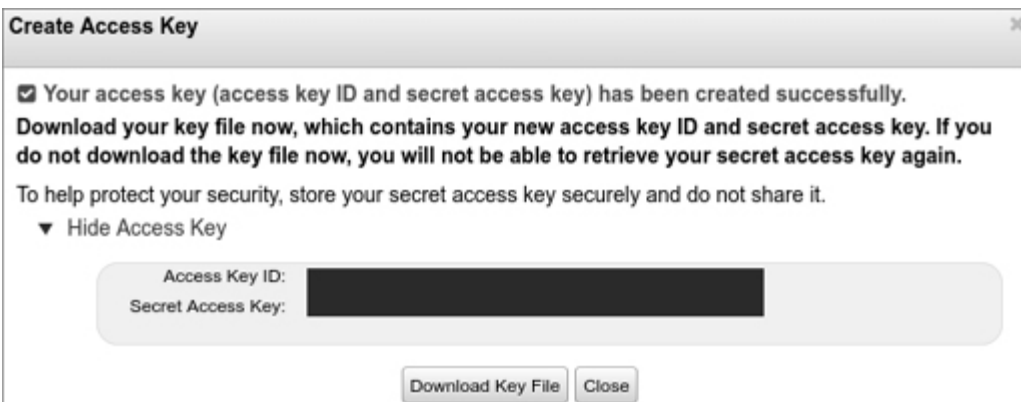 Create Access Key
Your access key (access key ID and secret access key) has been created successfully.
Download your key file now, which contains your new access key ID and secret access key. If you
do not download the key file now, you will not be able to retrieve your secret access key again.
To help protect your security, store your secret access key securely and do not share it.
Hide Access Key
Access Key ID:
Secret Access Key:
Download Key File
Close